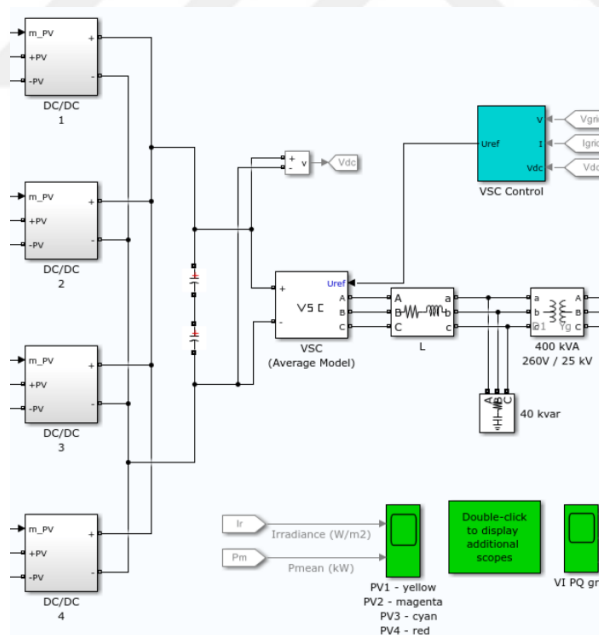 m_PV
+
+PV
-
-PV
DC/DC
1
m_PV
+
+PV
-
-PV
DC/DC
2
m_PV
+
+PV
-
-PV
DC/DC
3
m_PV
+
+PV
-
-PV
DC/DC
4
+
-
v
Vdc
V
Uref
I
Vdc
VSC Control
Uref
+
A
VSC
B
-
C
VSC
(Average Model)
A
a
B
b
C
c
L
a
A
b
B
c
C
D1
Yg
400 kVA
260V / 25 kV
A
B
C
40 kvar
Ir
Irradiance (W/m2)
Pm
Pmean (kW)
PV1 - yellow
PV2 - magenta
PV3 - cyan
PV4 - red
Double-click
to display
additional
scopes
VI PQ gr